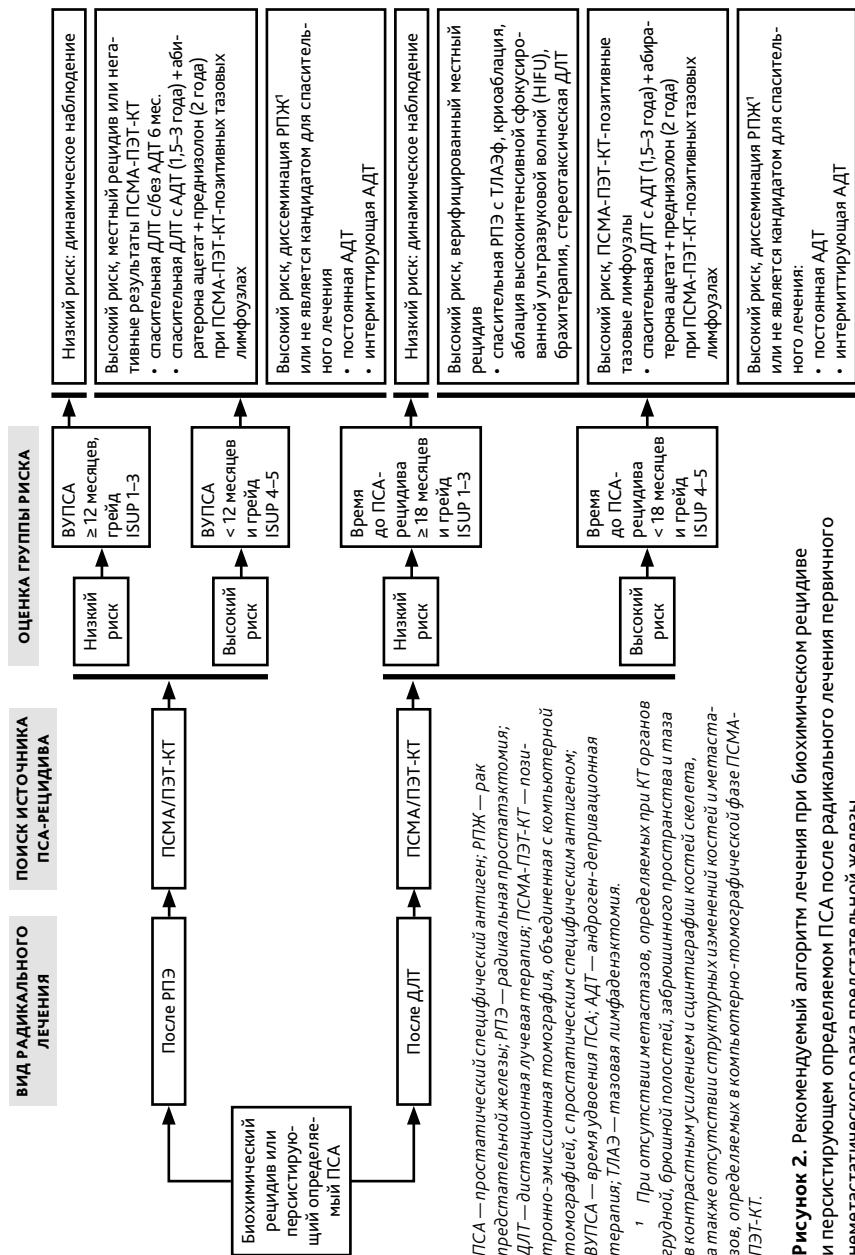 ВИД РАДИКАЛЬНОГО
ЛЕЧЕНИЯ
ПОИСК ИСТОЧНИКА
ПСА-РЕЦИДИВА
ОЦЕНКА ГРУППЫ РИСКА
Биохимический
рецидив или
персистирую-
щий определяе-
мый ПСА
После РПЭ
ПСМА/ПЭТ-КТ
Низкий
риск
ВУПСА
≥ 12 месяцев,
грейд
ISUP 1–3
Низкий риск: динамическое наблюдение
Высокий
риск
ВУПСА
< 12 месяцев
и грейд
ISUP 4–5
Высокий риск, местный рецидив или нега-
тивные результаты ПСМА-ПЭТ-КТ
• спасительная ДЛТ с/без АДТ 6 мес.
• спасительная ДЛТ с АДТ (1,5–3 года) + аби-
ратерона ацетат + преднизолон (2 года)
при ПСМА-ПЭТ-КТ-позитивных тазовых
лимфоузлах
Высокий риск, диссеминация РПЖ¹
или не является кандидатом для спаситель-
ного лечения
• постоянная АДТ
• интермиттирующая АДТ
После ДЛТ
ПСМА/ПЭТ-КТ
Низкий
риск
Время
до ПСА-
рецидива
≥ 18 месяцев
и грейд
ISUP 1–3
Низкий риск: динамическое наблюдение
Высокий
риск
Время
до ПСА-
рецидива
< 18 месяцев
и грейд
ISUP 4–5
Высокий риск, верифицированный местный
рецидив
• спасительная РПЭ с ТЛАЭф, криоаблация,
аблация высокоинтенсивной сфокусиро-
ванной ультразвуковой волной (HIFU),
брахитерапия, стереотаксическая ДЛТ
Высокий риск, ПСМА-ПЭТ-КТ-позитивные
тазовые лимфоузлы
• спасительная ДЛТ с АДТ (1,5–3 года) + абира-
терона ацетат + преднизолон (2 года)
при ПСМА-ПЭТ-КТ-позитивных тазовых
лимфоузлах
Высокий риск, диссеминация РПЖ¹
или не является кандидатом для спаситель-
ного лечения:
• постоянная АДТ
• интермиттирующая АДТ
ПСА — простатический специфический антиген; РПЖ — рак
предстательной железы; РПЭ — радикальная простатэктомия;
ДЛТ — дистанционная лучевая терапия; ПСМА-ПЭТ-КТ — пози-
тронно-эмиссионная томография, объединенная с компьютерной
томографией, с простатическим специфическим антигеном;
ВУПСА — время удвоения ПСА; АДТ — андроген-депривационная
терапия; ТЛАЭ — тазовая лимфаденэктомия.
¹ При отсутствии метастазов, определяемых при КТ органов
грудной, брюшной полостей, забрюшинного пространства и таза
в контрастным усилением и сцинтиграфии костей скелета,
а также отсутствии структурных изменений костей и метаста-
зов, определяемых в компьютерно-томографической фазе ПСМА-
ПЭТ-КТ.
Рисунок 2. Рекомендуемый алгоритм лечения при биохимическом рецидиве
и персистирующем определяемом ПСА после радикального лечения первичного
неметастатического рака предстательной железы